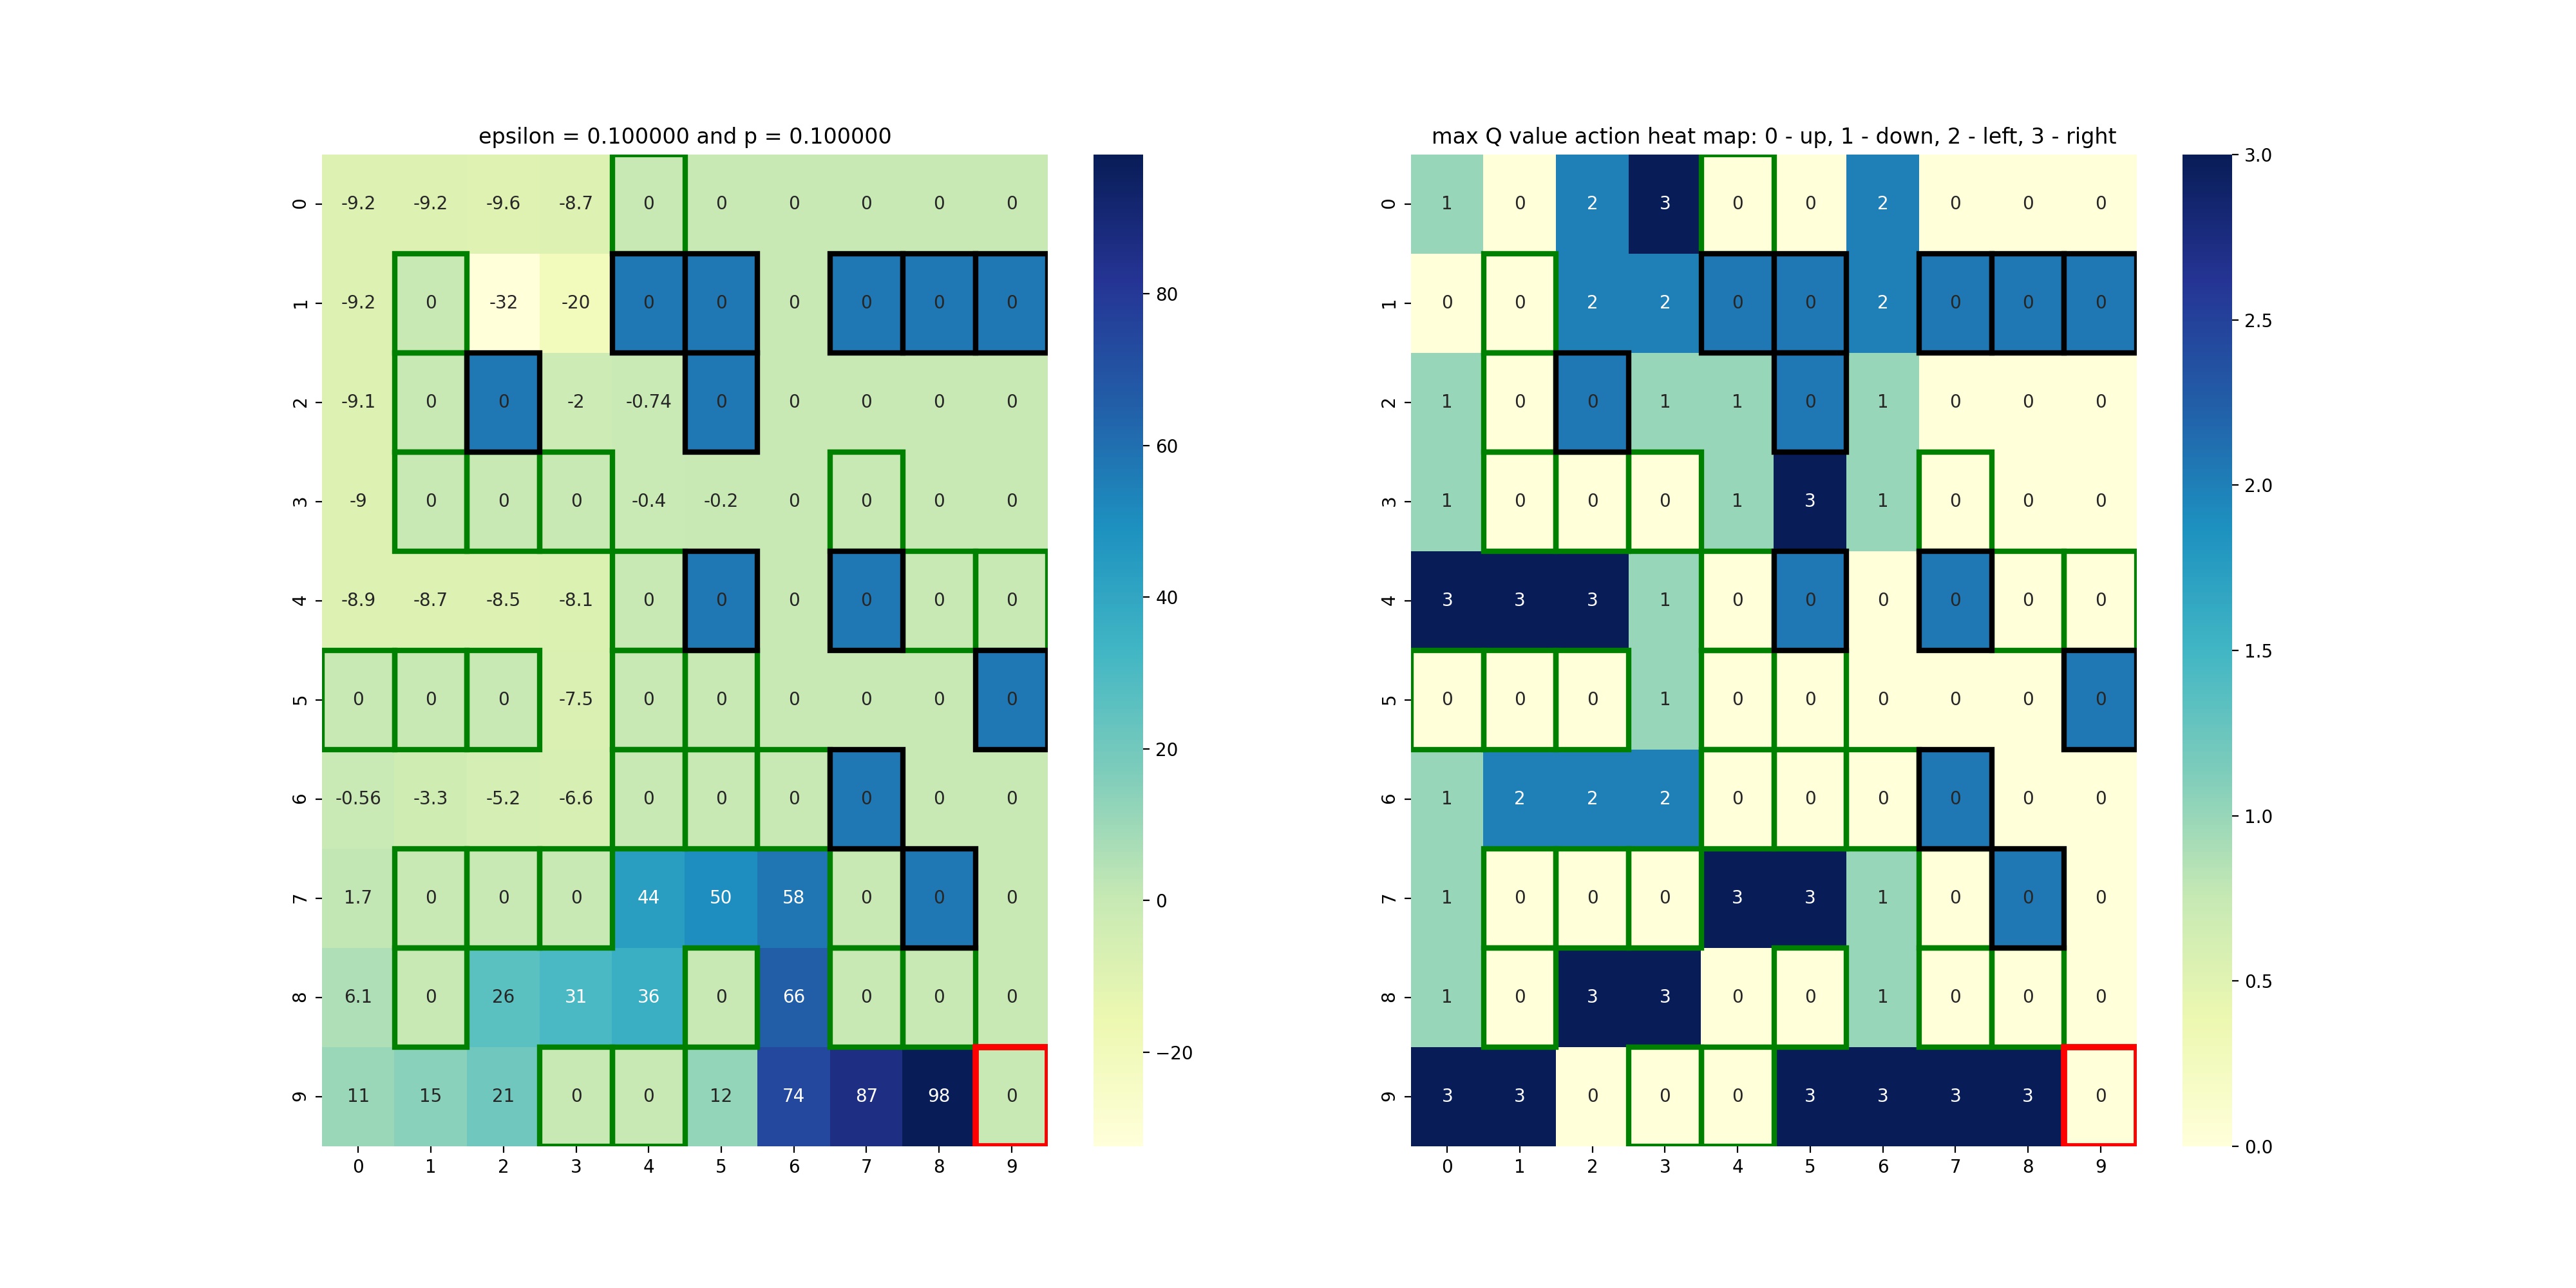 epsilon = 0.100000 and p = 0.100000
0 -9.2 -9.2 -9.6 -8.7 0 0 0 0 0 0
1 -9.2 0 -32 -20 0 0 0 0 0 0
80
2 -9.1 0 0 -2 -0.74 0 0 0 0 0
60
3 -9 0 0 0 -0.4 -0.2 0 0 0 0
4 -8.9 -8.7 -8.5 -8.1 0 0 0 0 0 0
40
5 0 0 0 -7.5 0 0 0 0 0 0
20
6 -0.56 -3.3 -5.2 -6.6 0 0 0 0 0 0
7 1.7 0 0 0 44 50 58 0 0 0
0
8 6.1 0 26 31 36 0 66 0 0 0
−20
9 11 15 21 0 0 12 74 87 98 0
0 1 2 3 4 5 6 7 8 9
max Q value action heat map: 0 - up, 1 - down, 2 - left, 3 - right
3.0
0 1 0 2 3 0 0 2 0 0 0
1 0 0 2 2 0 0 2 0 0 0
2.5
2 1 0 0 1 1 0 1 0 0 0
2.0
3 1 0 0 0 1 3 1 0 0 0
4 3 3 3 1 0 0 0 0 0 0
1.5
5 0 0 0 1 0 0 0 0 0 0
6 1 2 2 2 0 0 0 0 0 0
1.0
7 1 0 0 0 3 3 1 0 0 0
0.5
8 1 0 3 3 0 0 1 0 0 0
9 3 3 0 0 0 3 3 3 3 0
0.0
0 1 2 3 4 5 6 7 8 9